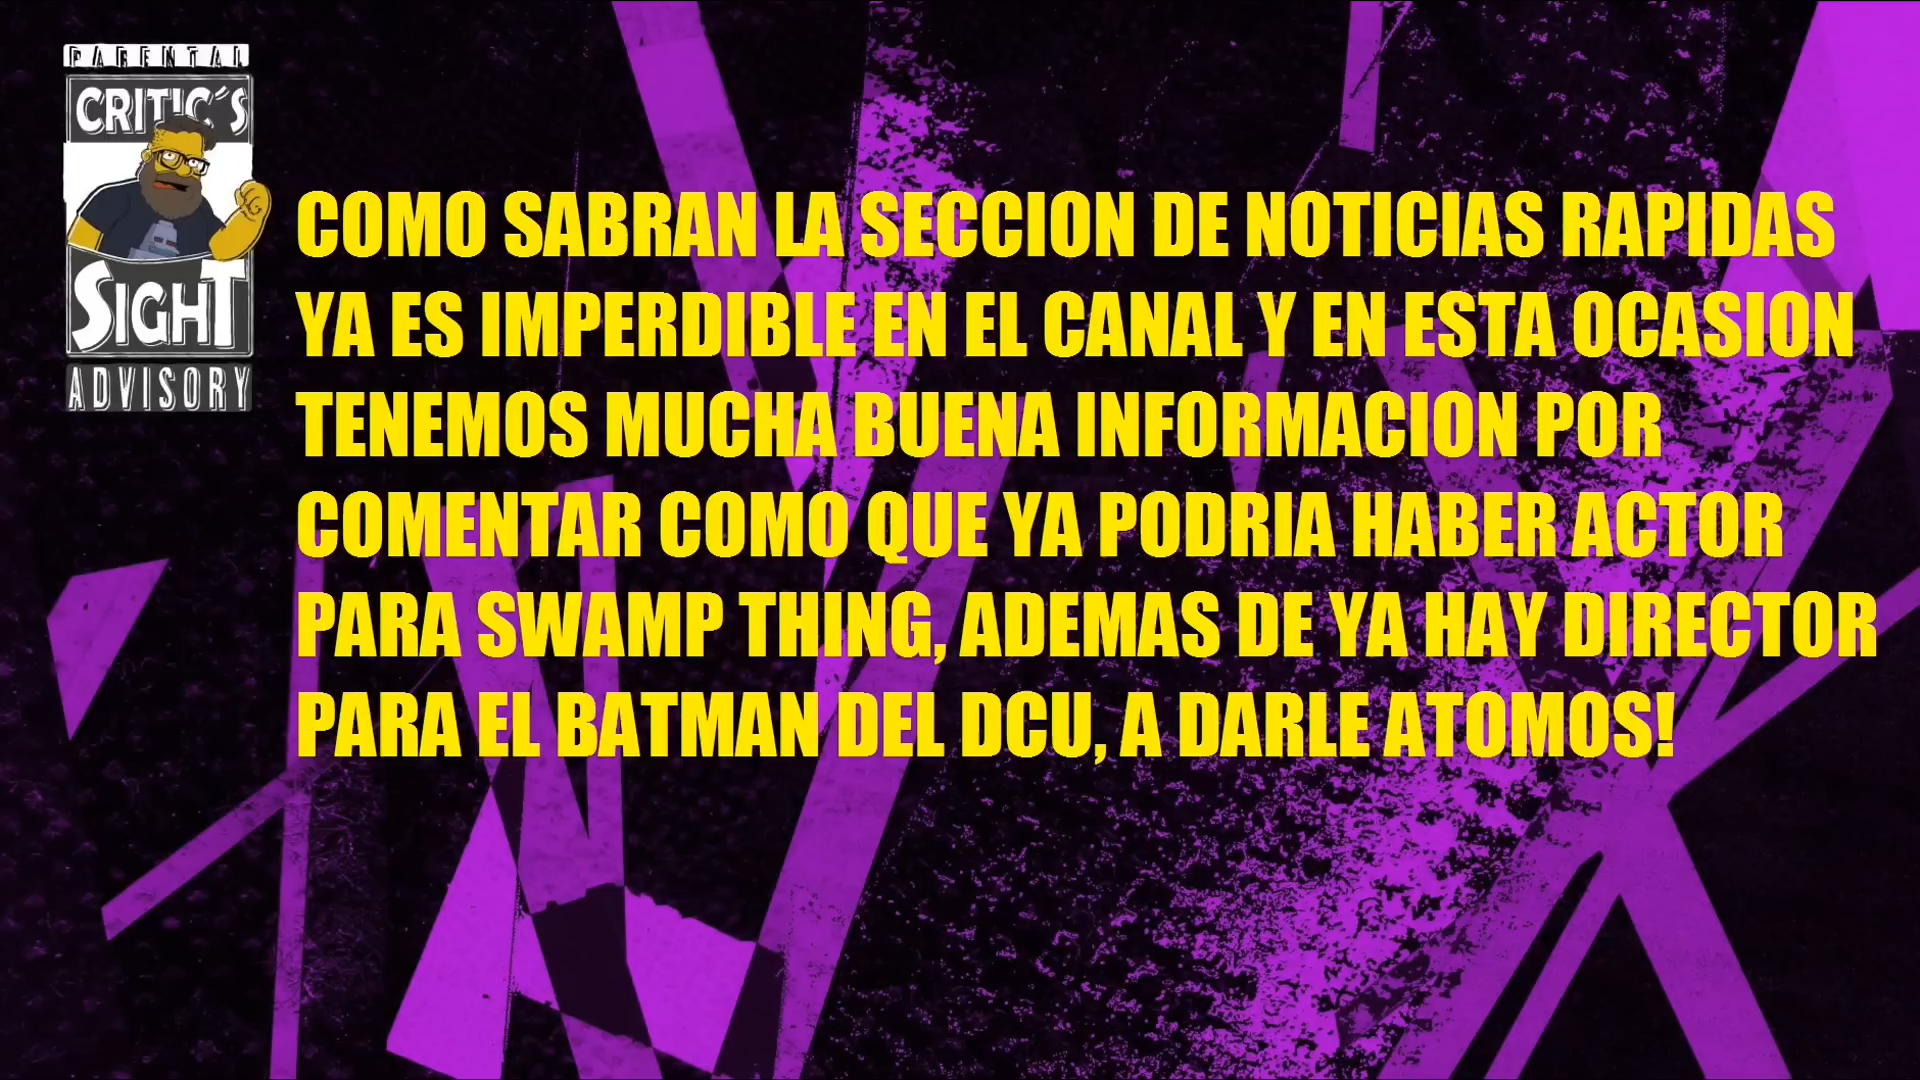 PARENTAL
CRITIC´S
SIGHT
ADVISORY
COMO SABRAN LA SECCION DE NOTICIAS RAPIDAS
YA ES IMPERDIBLE EN EL CANAL Y EN ESTA OCASION
TENEMOS MUCHA BUENA INFORMACION POR
COMENTAR COMO QUE YA PODRIA HABER ACTOR
PARA SWAMP THING, ADEMAS DE YA HAY DIRECTOR
PARA EL BATMAN DEL DCU, A DARLE ATOMOS!